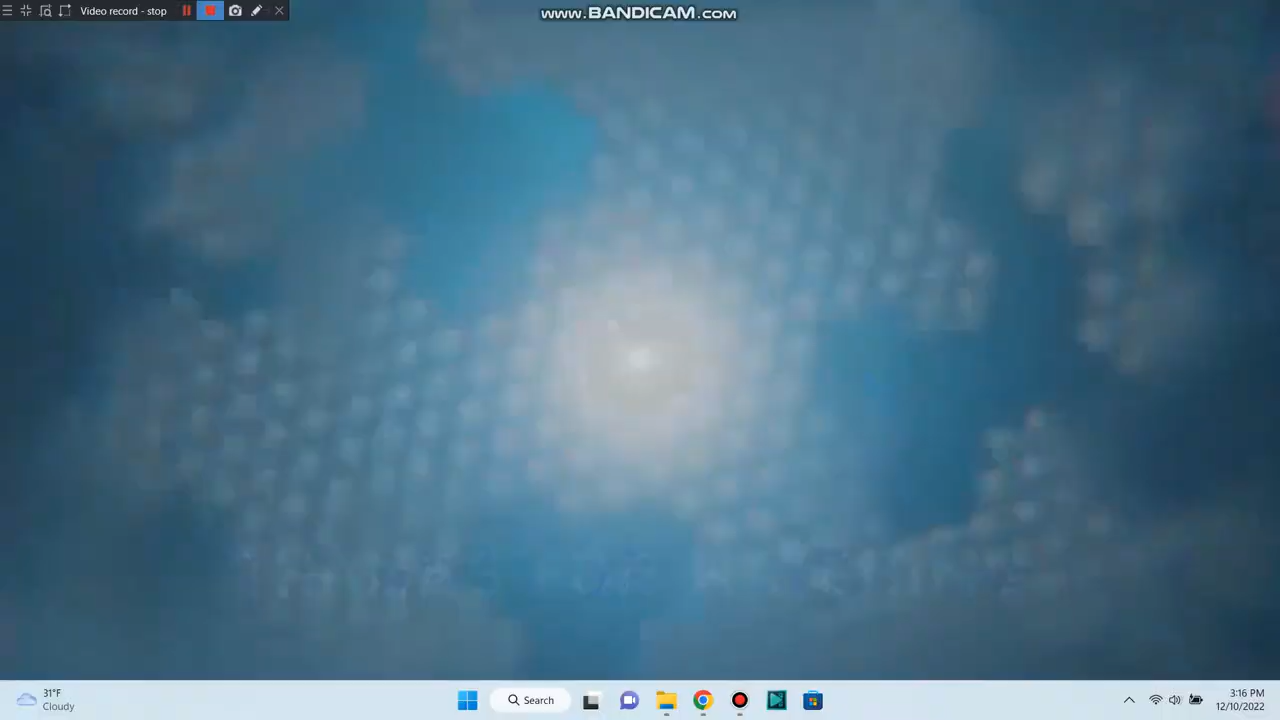 Video record - stop
www.BANDICAM.com
31°F
Cloudy
Search
3:16 PM
12/10/2022